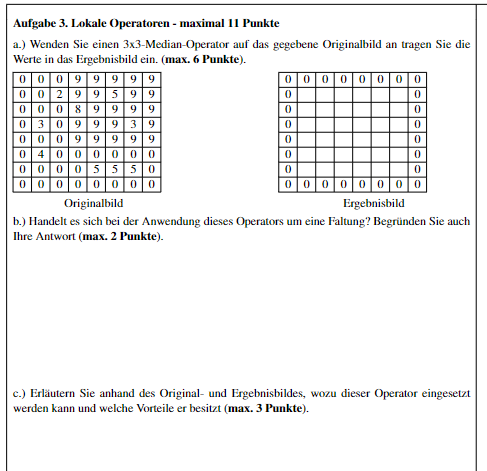 Aufgabe 3. Lokale Operatoren - maximal 11 Punkte
a.) Wenden Sie einen 3x3-Median-Operator auf das gegebene Originalbild an tragen Sie die
Werte in das Ergebnisbild ein. (max. 6 Punkte).
0 0 0 9 9 9 9 9
0 0 2 9 9 5 9 9
0 0 0 8 9 9 9 9
0 3 0 9 9 9 3 9
0 0 0 9 9 9 9 9
0 4 0 0 0 0 0 0
0 0 0 0 5 5 5 0
0 0 0 0 0 0 0 0
Originalbild
0 0 0 0 0 0 0 0
0 0
0 0
0 0
0 0
0 0
0 0
0 0 0 0 0 0 0 0
Ergebnisbild
b.) Handelt es sich bei der Anwendung dieses Operators um eine Faltung? Begründen Sie auch
Ihre Antwort (max. 2 Punkte).
c.) Erläutern Sie anhand des Original- und Ergebnisbildes, wozu dieser Operator eingesetzt
werden kann und welche Vorteile er besitzt (max. 3 Punkte).